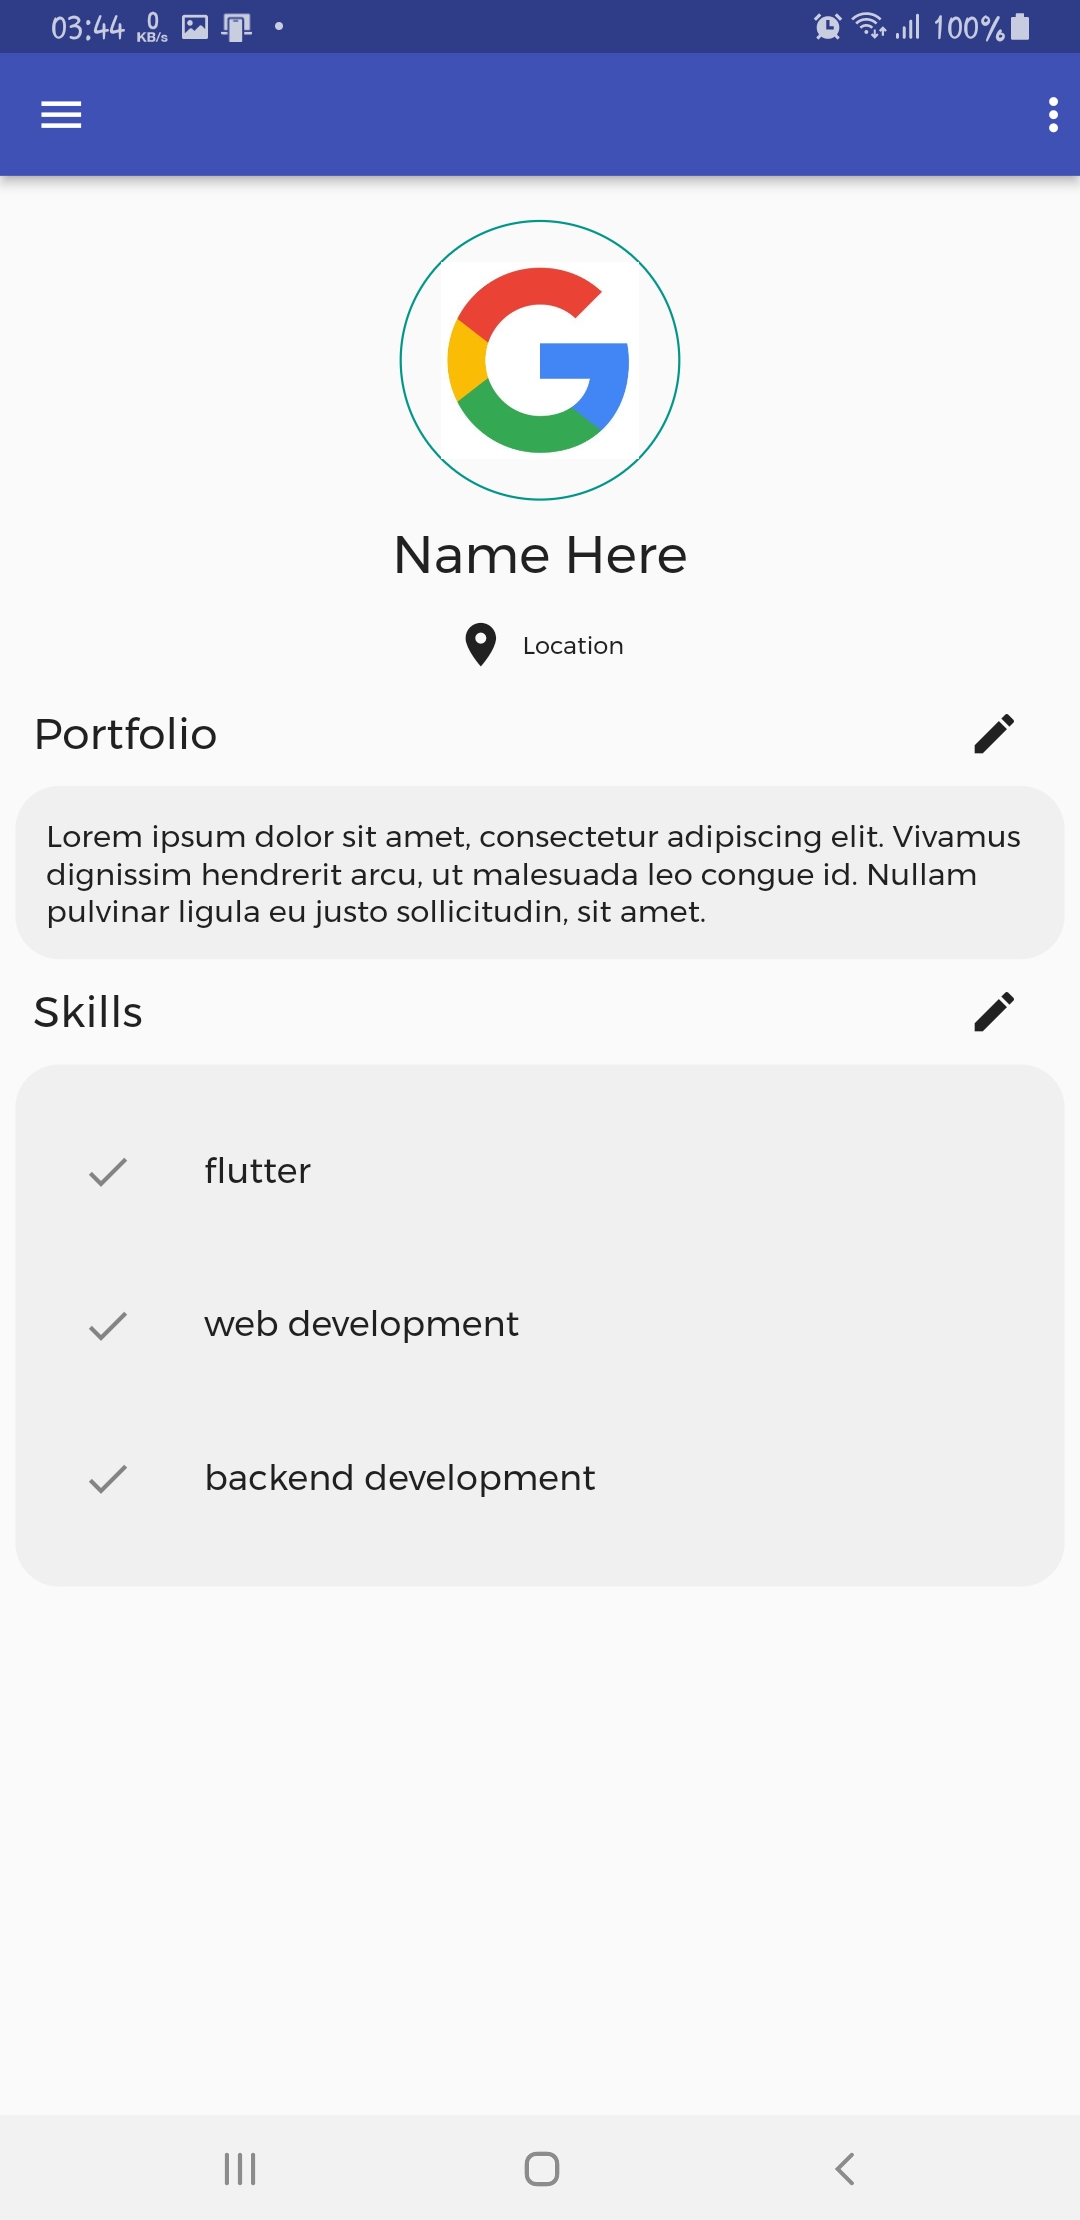 03:44 0 KB/s 100%
Name Here
Location
Portfolio
Lorem ipsum dolor sit amet, consectetur adipiscing elit. Vivamus
dignissim hendrerit arcu, ut malesuada leo congue id. Nullam
pulvinar ligula eu justo sollicitudin, sit amet.
Skills
flutter
web development
backend development